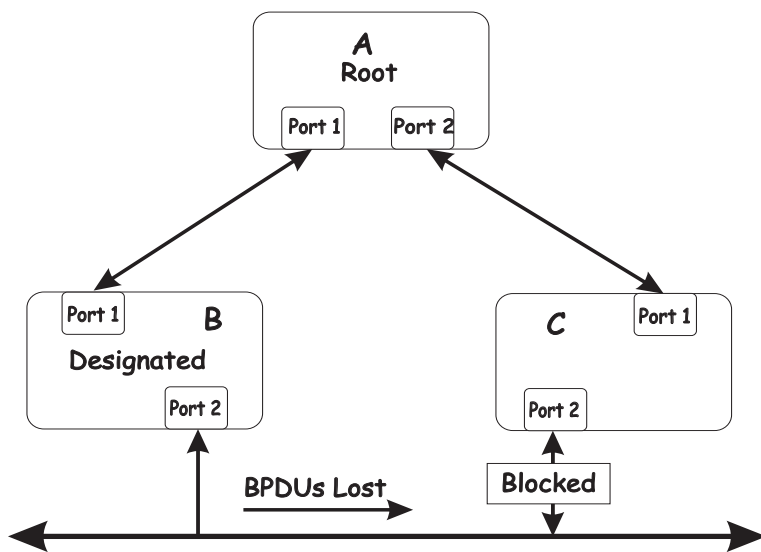 A
Root
Port 1
Port 2
Port 1
B
Designated
Port 2
C
Port 1
Port 2
BPDUs Lost
Blocked